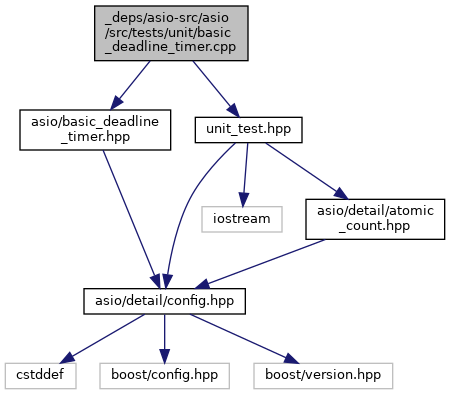 _deps/asio-src/asio
/src/tests/unit/basic
_deadline_timer.cpp
asio/basic_deadline
_timer.hpp
unit_test.hpp
iostream
asio/detail/atomic
_count.hpp
asio/detail/config.hpp
cstddef
boost/config.hpp
boost/version.hpp